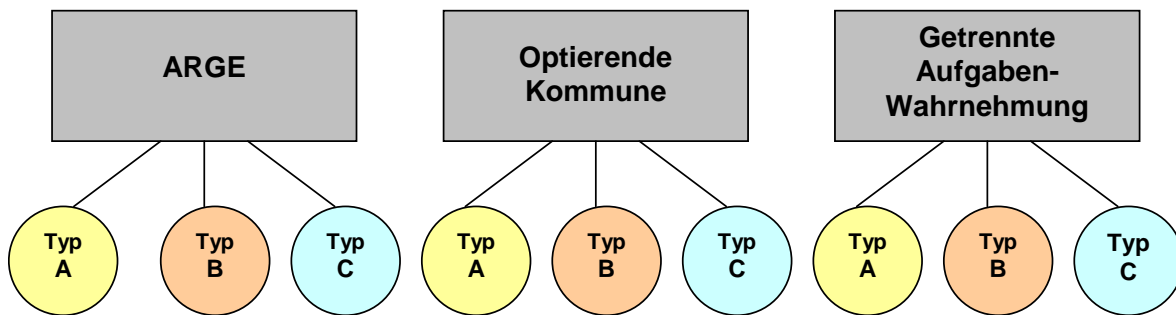 ARGE
Optierende
Kommune
Getrennte
Aufgaben-
Wahrnehmung
Typ
A
Typ
B
Typ
C
Typ
A
Typ
B
Typ
C
Typ
A
Typ
B
Typ
C